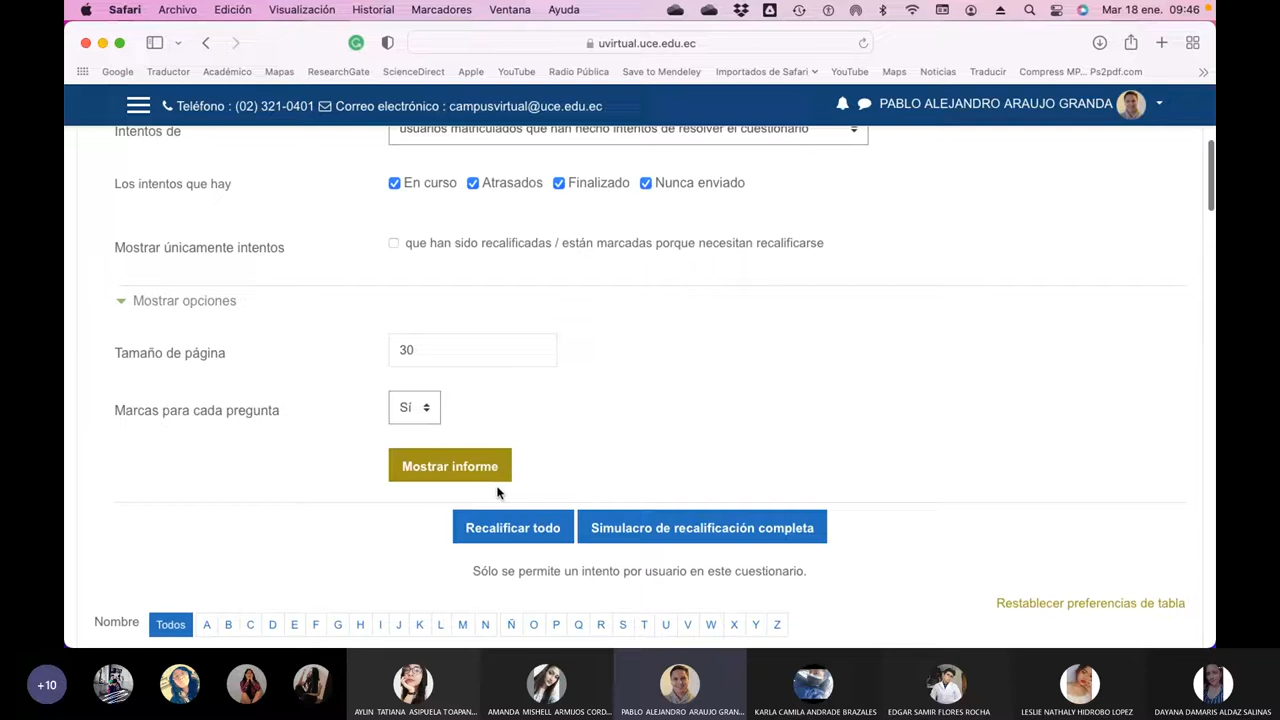 Safari Archivo Edición Visualización Historial Marcadores Ventana Ayuda Mar 18 ene. 09:46
uvirtual.uce.edu.ec
Google Traductor Académico Mapas ResearchGate ScienceDirect Apple YouTube Radio Pública Save to Mendeley Importados de Safari YouTube Maps Noticias Traducir Compress MP... Ps2pdf.com
Teléfono : (02) 321-0401 Correo electrónico : campusvirtual@uce.edu.ec PABLO ALEJANDRO ARAUJO GRANDA
Intentos de usuarios matriculados que han hecho intentos de resolver el cuestionario
Los intentos que hay En curso Atrasados Finalizado Nunca enviado
Mostrar únicamente intentos que han sido recalificadas / están marcadas porque necesitan recalificarse
Mostrar opciones
Tamaño de página 30
Marcas para cada pregunta Sí
Mostrar informe
Recalificar todo Simulacro de recalificación completa
Sólo se permite un intento por usuario en este cuestionario.
Restablecer preferencias de tabla
Nombre Todos A B C D E F G H I J K L M N Ñ O P Q R S T U V W X Y Z
+10
AYLIN TATIANA ASIPUELA TOAPAN... AMANDA MISHELL ARMIJOS CORD... PABLO ALEJANDRO ARAUJO GRAN... KARLA CAMILA ANDRADE BRAZALES EDGAR SAMIR FLORES ROCHA LESLIE NATHALY HIDROBO LOPEZ DAYANA DAMARIS ALDAZ SALINAS